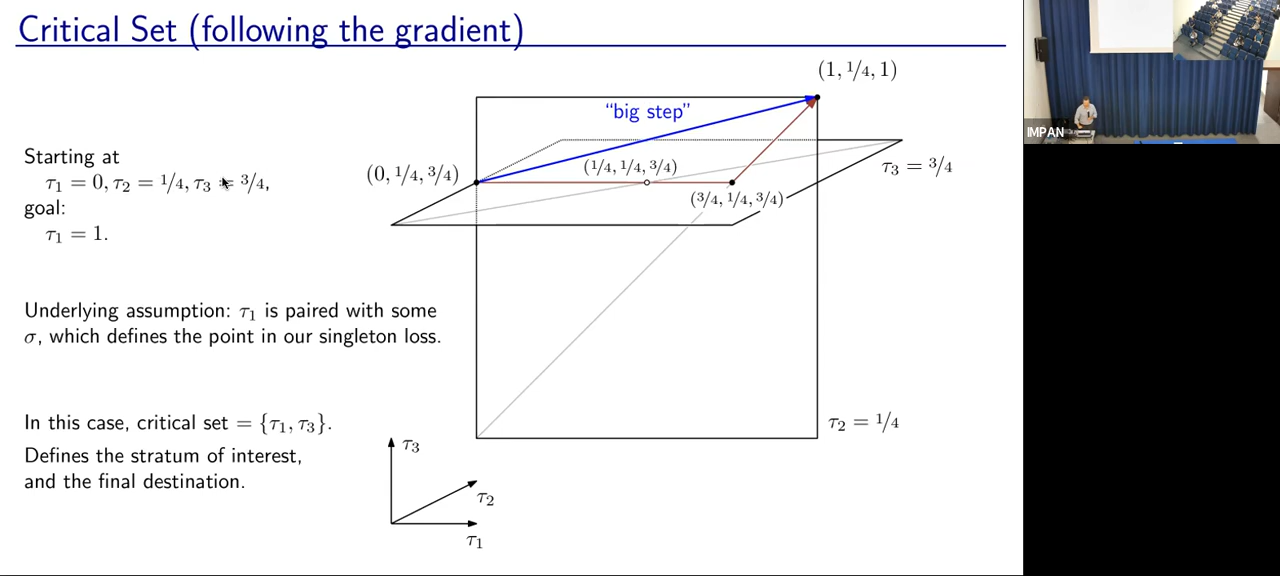 Critical Set (following the gradient)
(1, 1/4, 1)
"big step"
Starting at
τ₁ = 0, τ₂ = 1/4, τ₃ = 3/4,
goal:
τ₁ = 1.
(0, 1/4, 3/4)
(1/4, 1/4, 3/4)
τ₃ = 3/4
(3/4, 1/4, 3/4)
Underlying assumption: τ₁ is paired with some
σ, which defines the point in our singleton loss.
In this case, critical set = {τ₁, τ₃}.
Defines the stratum of interest,
and the final destination.
τ₂ = 1/4
τ₃
τ₂
τ₁
IMPAN